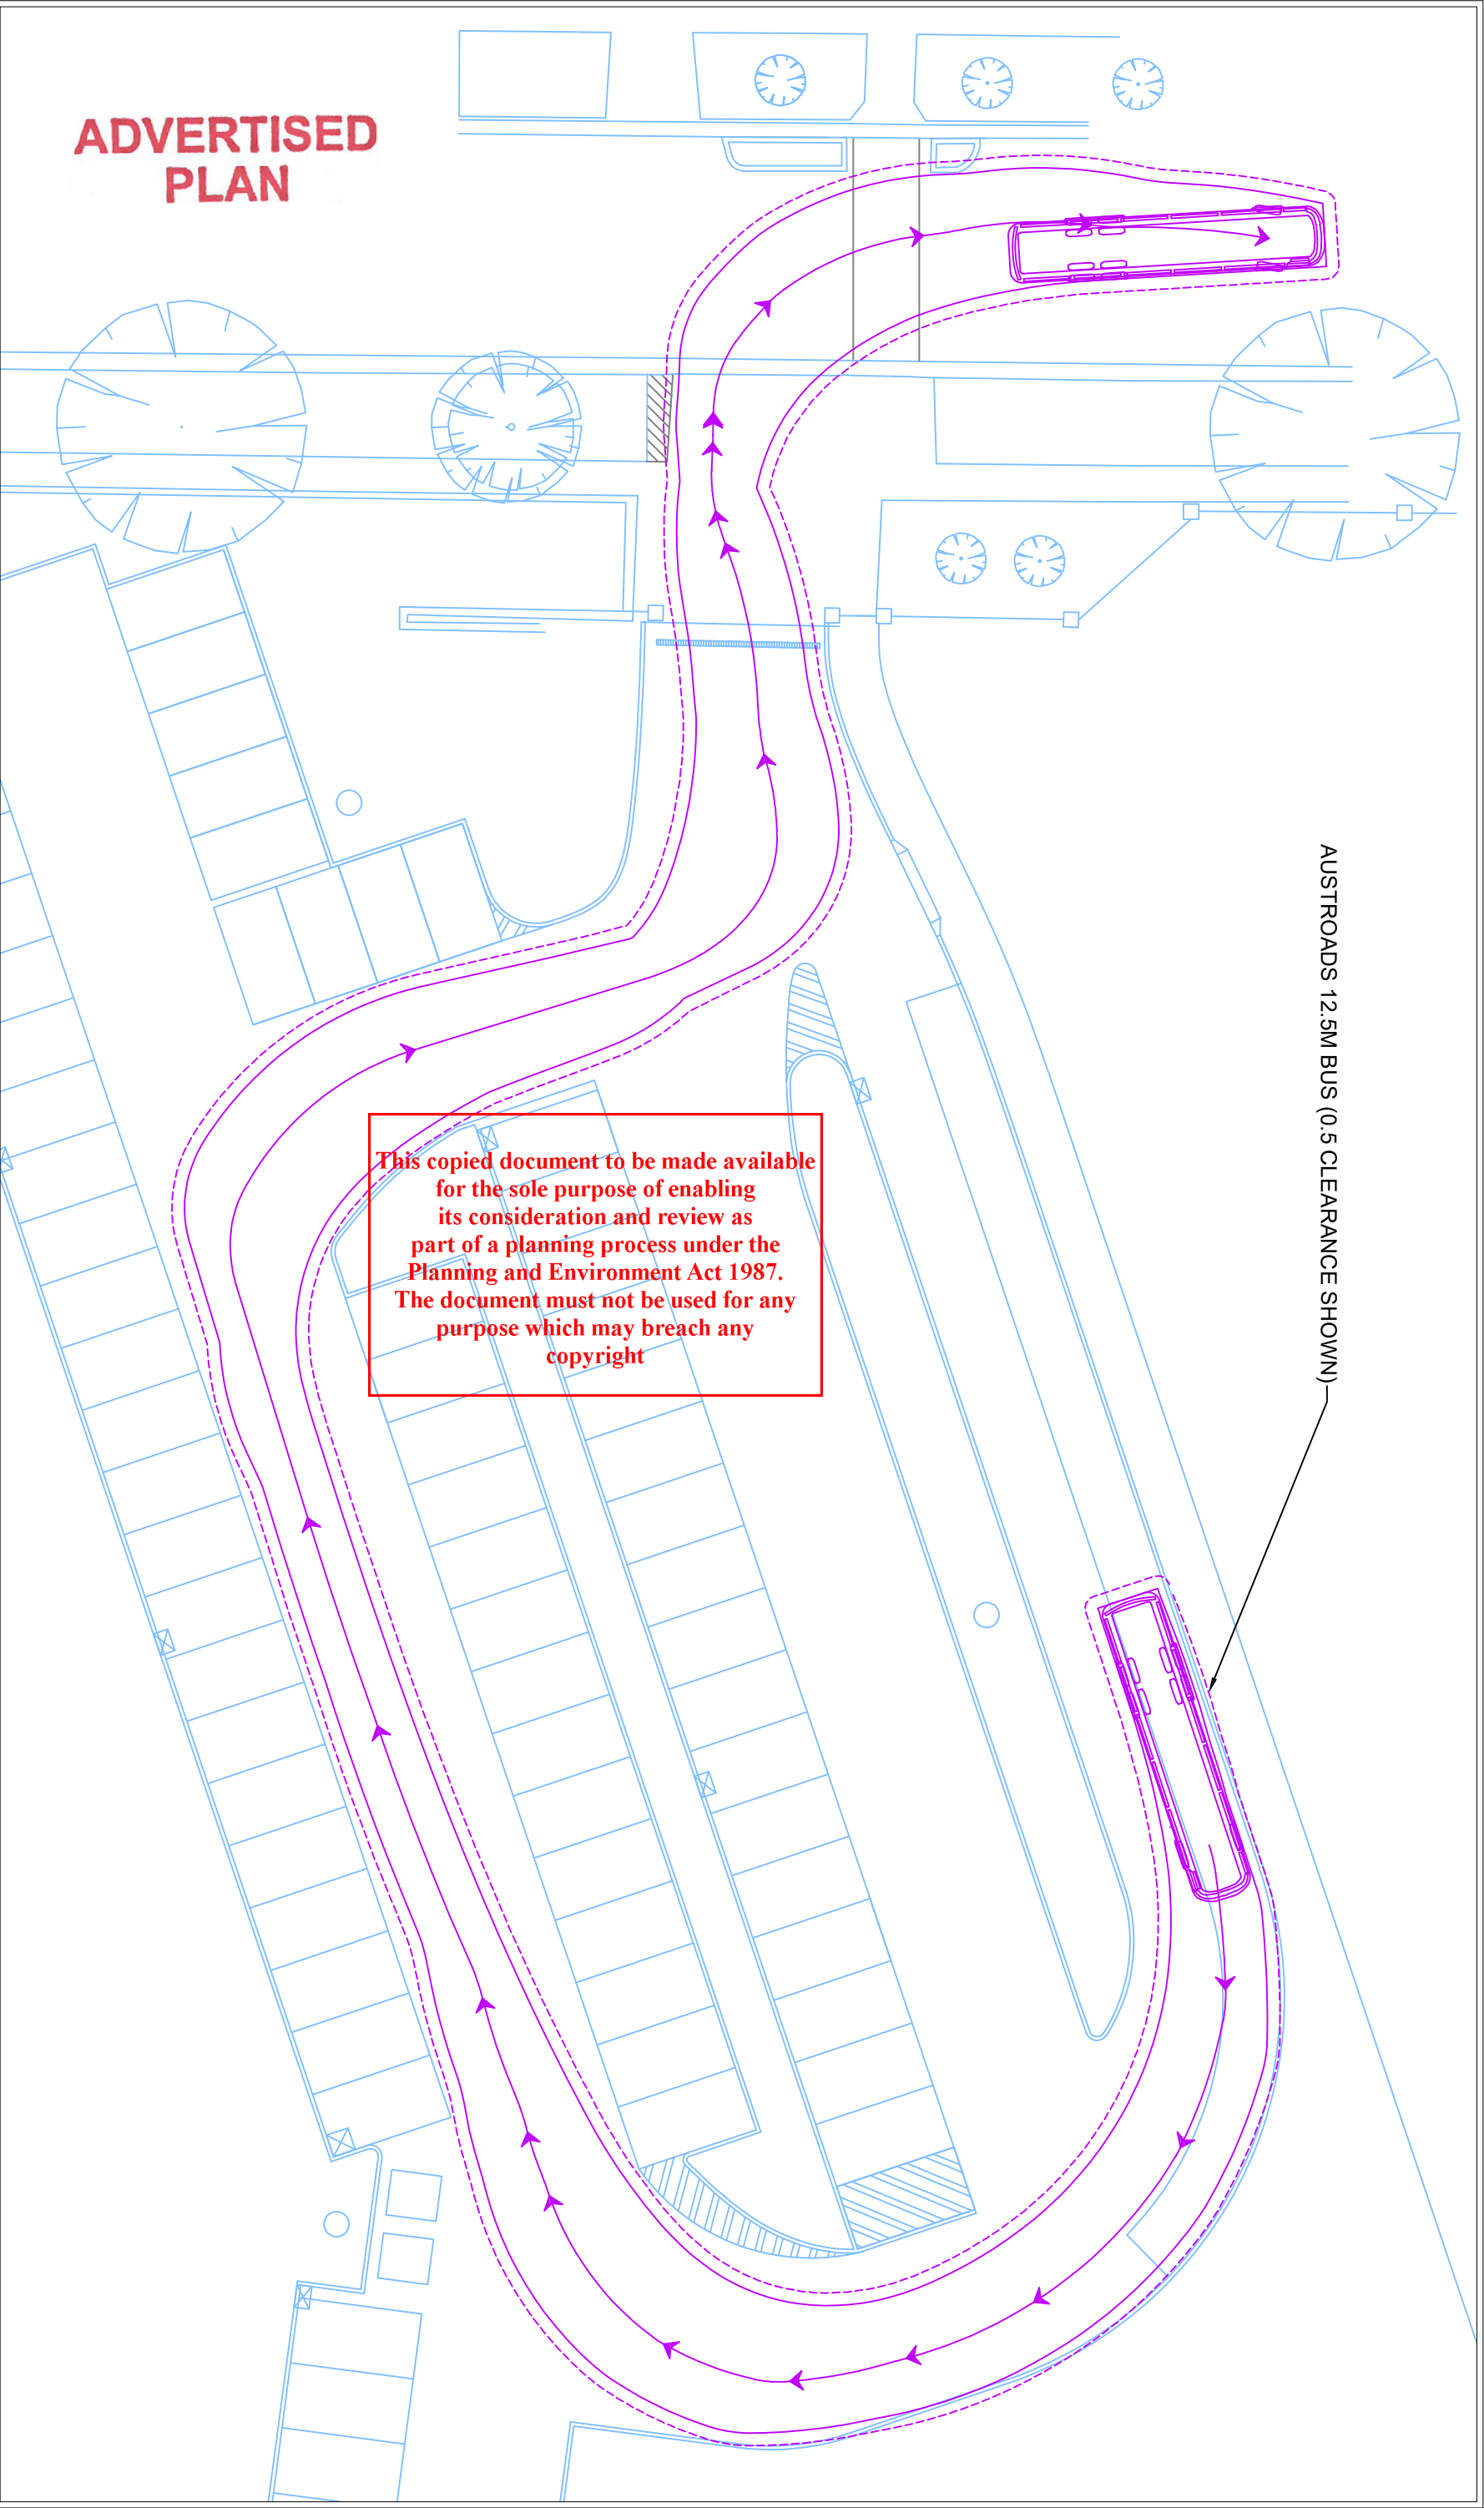 ADVERTISED
PLAN
AUSTROADS 12.5M BUS (0.5 CLEARANCE SHOWN)
This copied document to be made available
for the sole purpose of enabling
its consideration and review as
part of a planning process under the
Planning and Environment Act 1987.
The document must not be used for any
purpose which may breach any
copyright